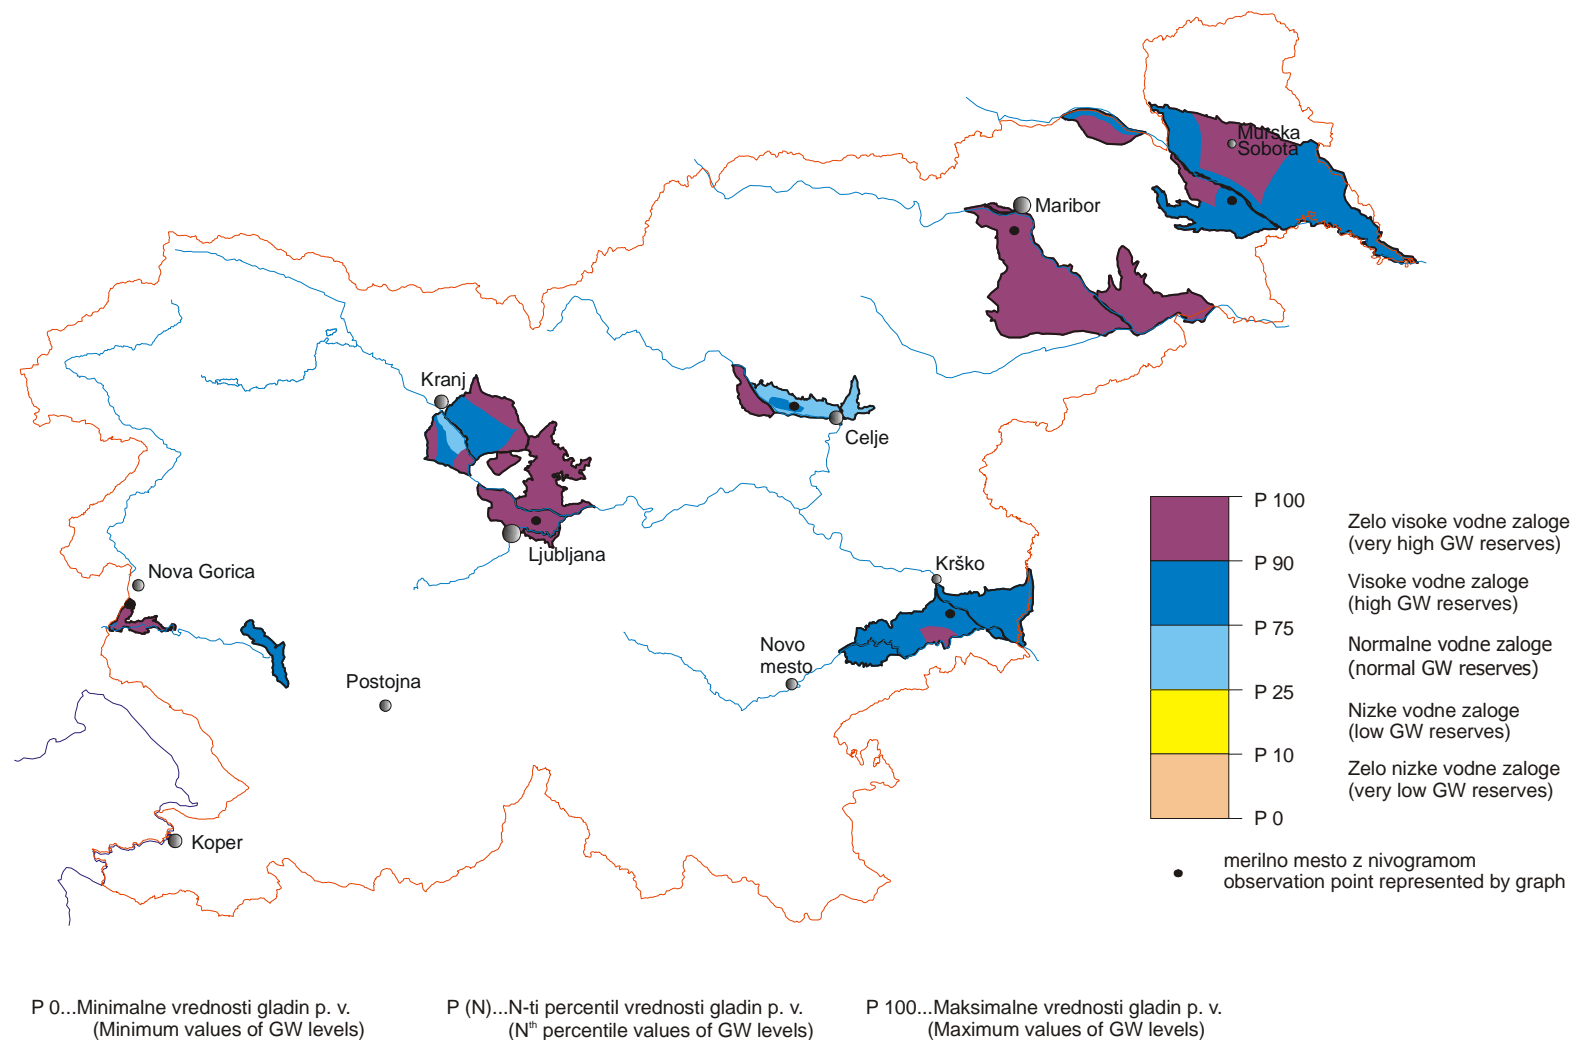 Murska
Sobota
Maribor
Kranj
Celje
Ljubljana
Nova Gorica
Krško
Novo
mesto
Postojna
Koper
P 100
Zelo visoke vodne zaloge
(very high GW reserves)
P 90
Visoke vodne zaloge
(high GW reserves)
P 75
Normalne vodne zaloge
(normal GW reserves)
P 25
Nizke vodne zaloge
(low GW reserves)
P 10
Zelo nizke vodne zaloge
(very low GW reserves)
P 0
merilno mesto z nivogramom
observation point represented by graph
P 0...Minimalne vrednosti gladin p. v.
(Minimum values of GW levels)
P (N)...N-ti percentil vrednosti gladin p. v.
(Nth percentile values of GW levels)
P 100...Maksimalne vrednosti gladin p. v.
(Maximum values of GW levels)